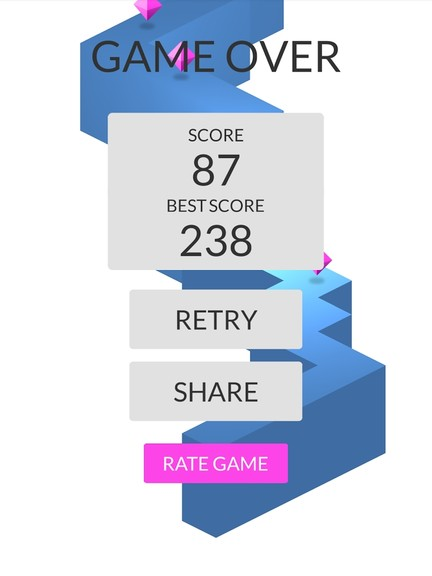 GAME OVER
SCORE
87
BEST SCORE
238
RETRY
SHARE
RATE GAME